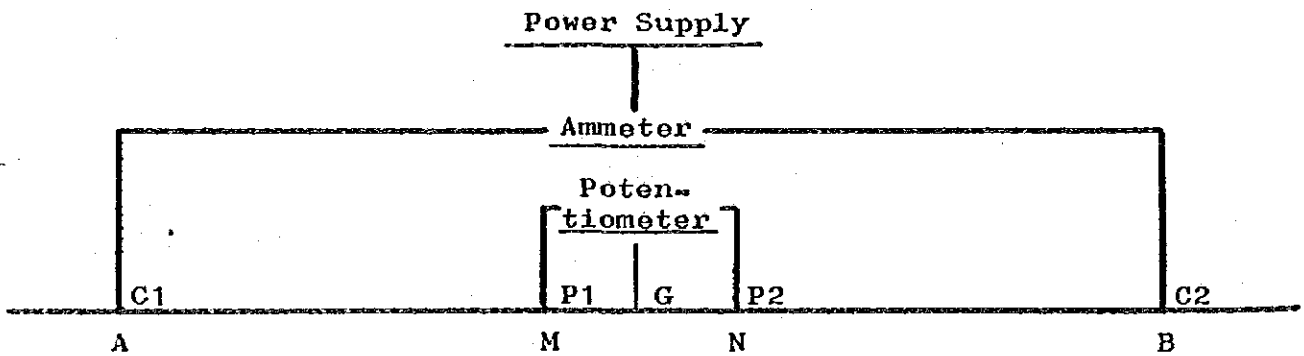 Power Supply
Ammeter
Poten-
tiometer
C1 P1 G P2 C2
A M N B